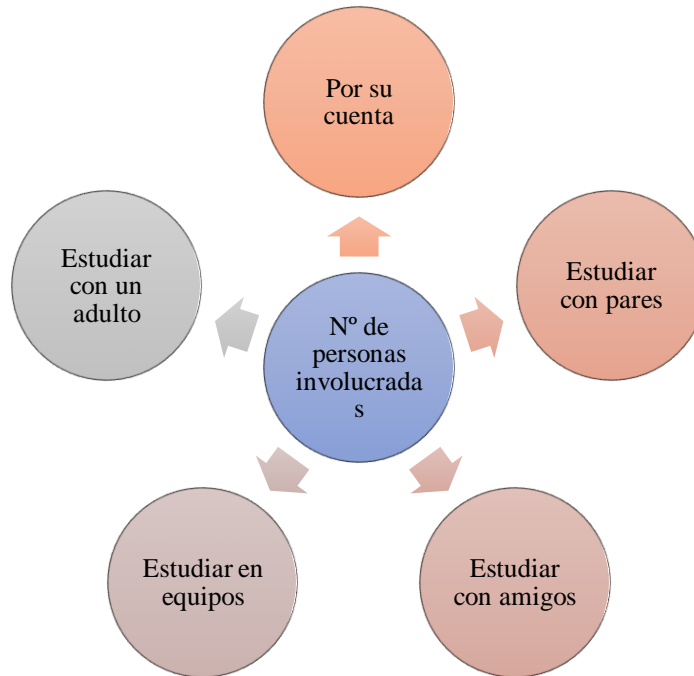 Por su
cuenta
Estudiar
con un
adulto
Estudiar
con pares
Nº de
personas
involucrada
s
Estudiar en
equipos
Estudiar
con amigos